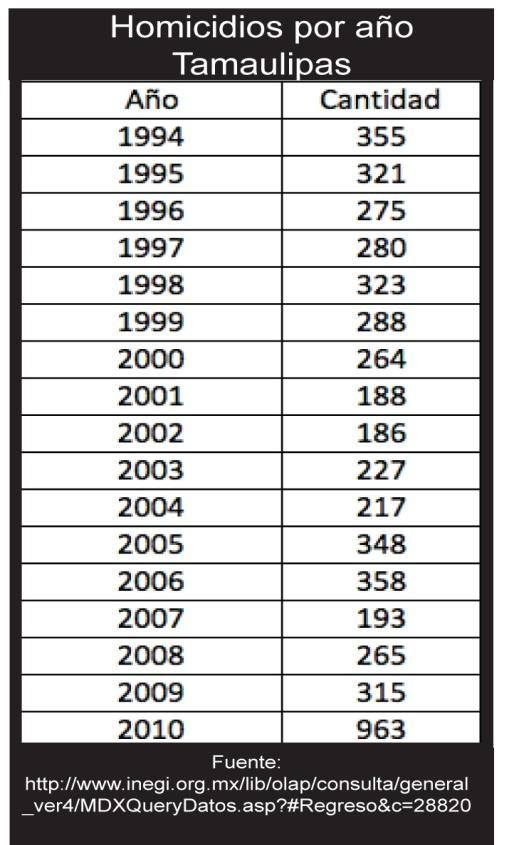 Homicidios por año
Tamaulipas
Año Cantidad
1994 355
1995 321
1996 275
1997 280
1998 323
1999 288
2000 264
2001 188
2002 186
2003 227
2004 217
2005 348
2006 358
2007 193
2008 265
2009 315
2010 963
Fuente:
http://www.inegi.org.mx/lib/olap/consulta/general
_ver4/MDXQueryDatos.asp?#Regreso&c=28820